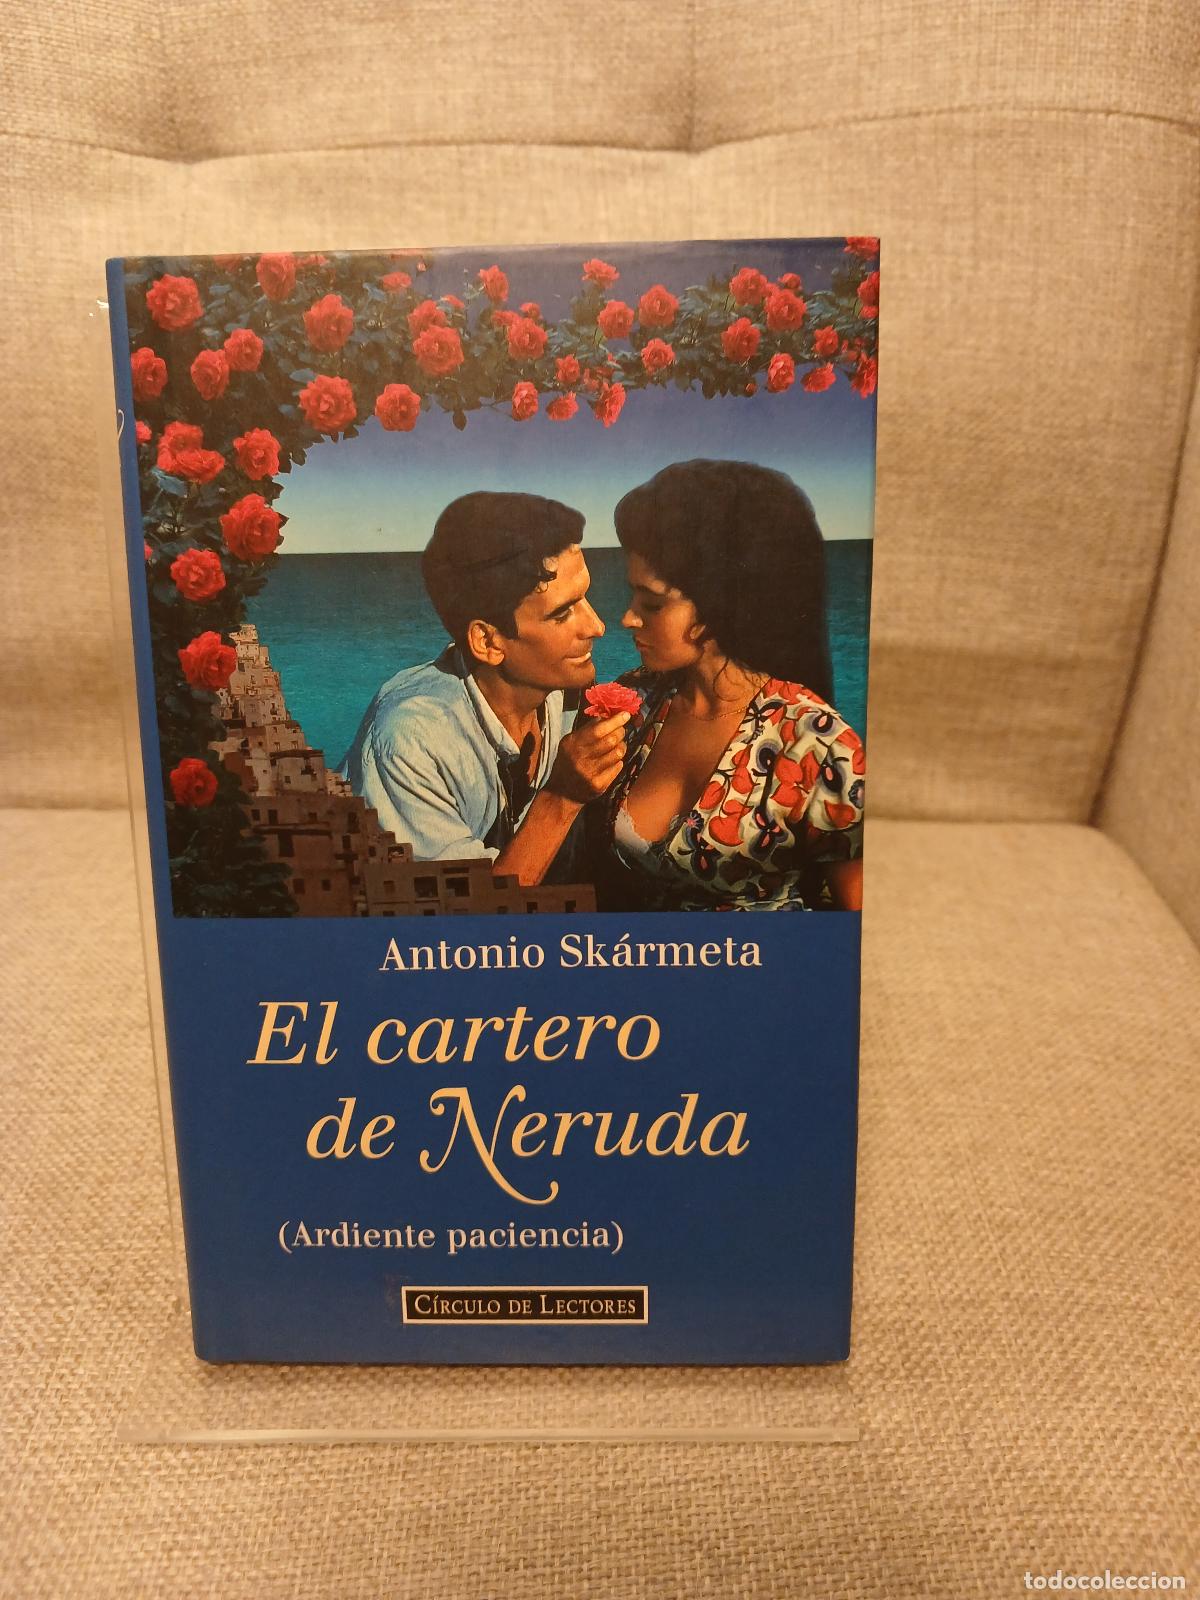 Antonio Skármeta
El cartero
de Neruda
(Ardiente paciencia)
CÍRCULO DE LECTORES
todocoleccion